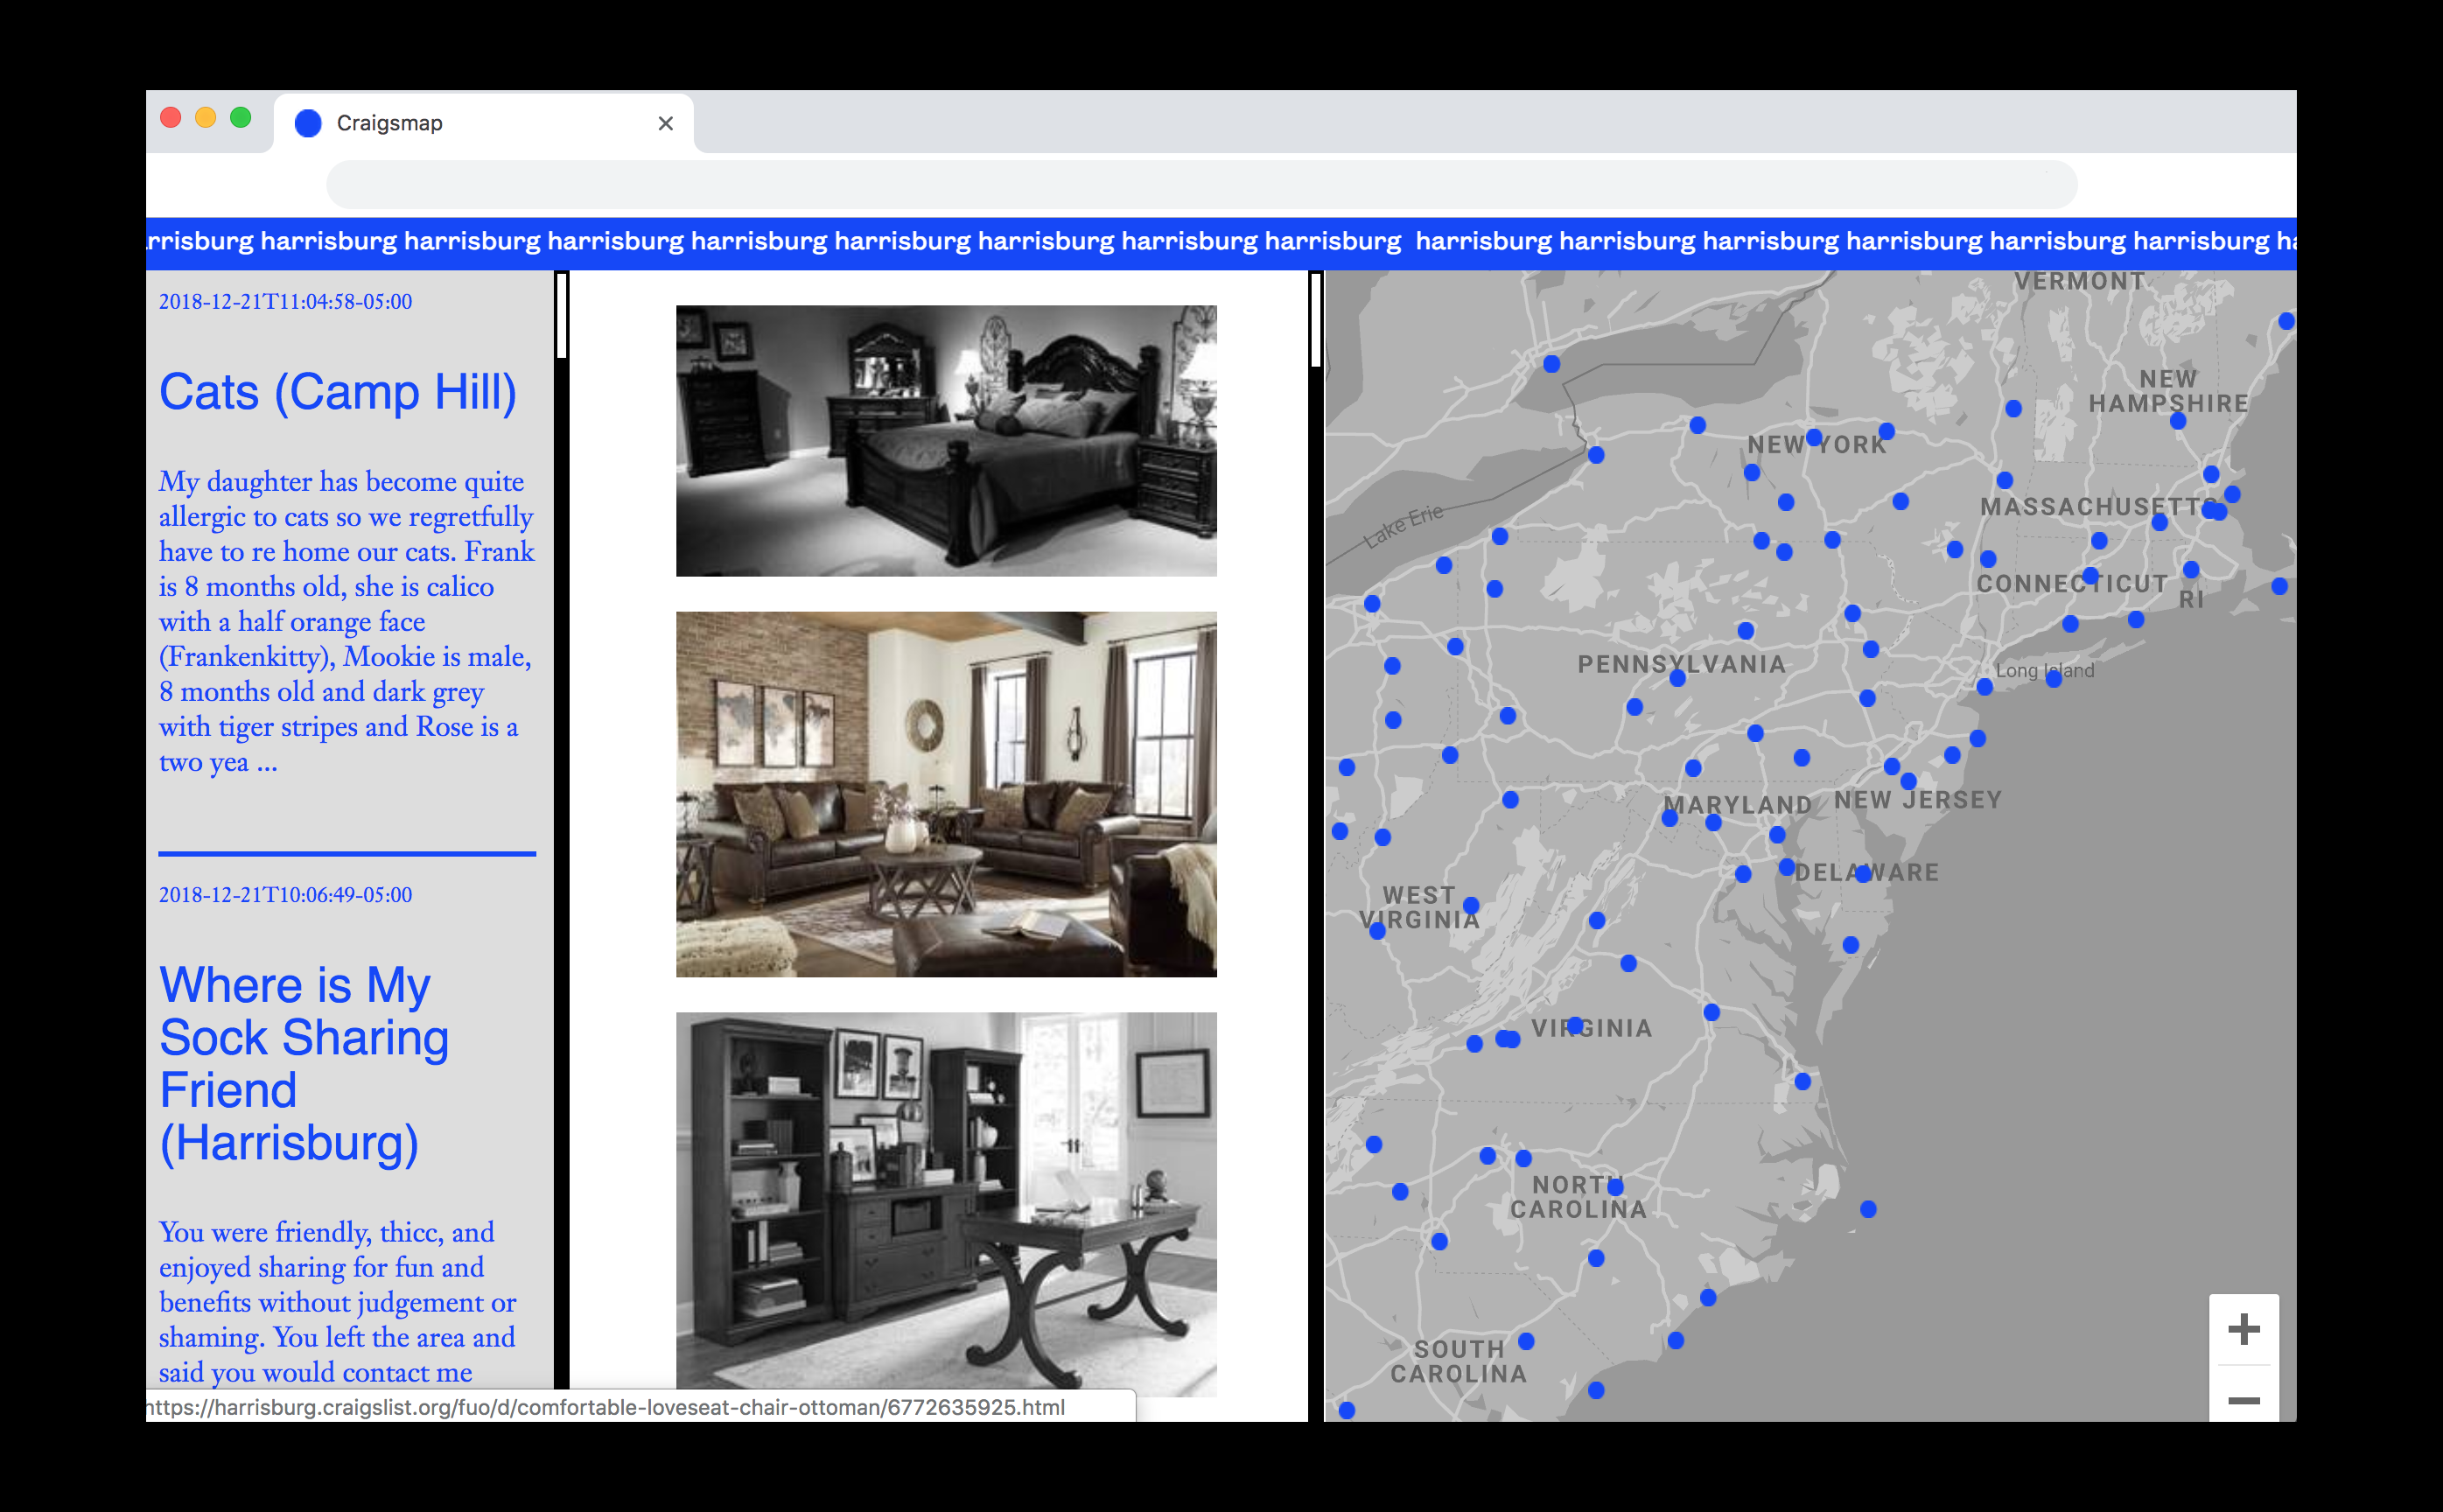 Craigsmap
harrisburg harrisburg harrisburg harrisburg harrisburg harrisburg harrisburg harrisburg harrisburg harrisburg harrisburg harrisburg harrisburg harrisburg
2018-12-21T11:04:58-05:00
Cats (Camp Hill)
My daughter has become quite
allergic to cats so we regretfully
have to re home our cats. Frank
is 8 months old, she is calico
with a half orange face
(Frankenkitty), Mookie is male,
8 months old and dark grey
with tiger stripes and Rose is a
two yea ...
2018-12-21T10:06:49-05:00
Where is My
Sock Sharing
Friend
(Harrisburg)
You were friendly, thicc, and
enjoyed sharing for fun and
benefits without judgement or
shaming. You left the area and
said you would contact me
https://harrisburg.craigslist.org/fuo/d/comfortable-loveseat-chair-ottoman/6772635925.html
VERMONT
NEW
HAMPSHIRE
NEW YORK
MASSACHUSETTS
Lake Erie
CONNECTICUT
RI
PENNSYLVANIA
Long Island
MARYLAND
NEW JERSEY
DELAWARE
WEST
VIRGINIA
VIRGINIA
NORTH
CAROLINA
SOUTH
CAROLINA